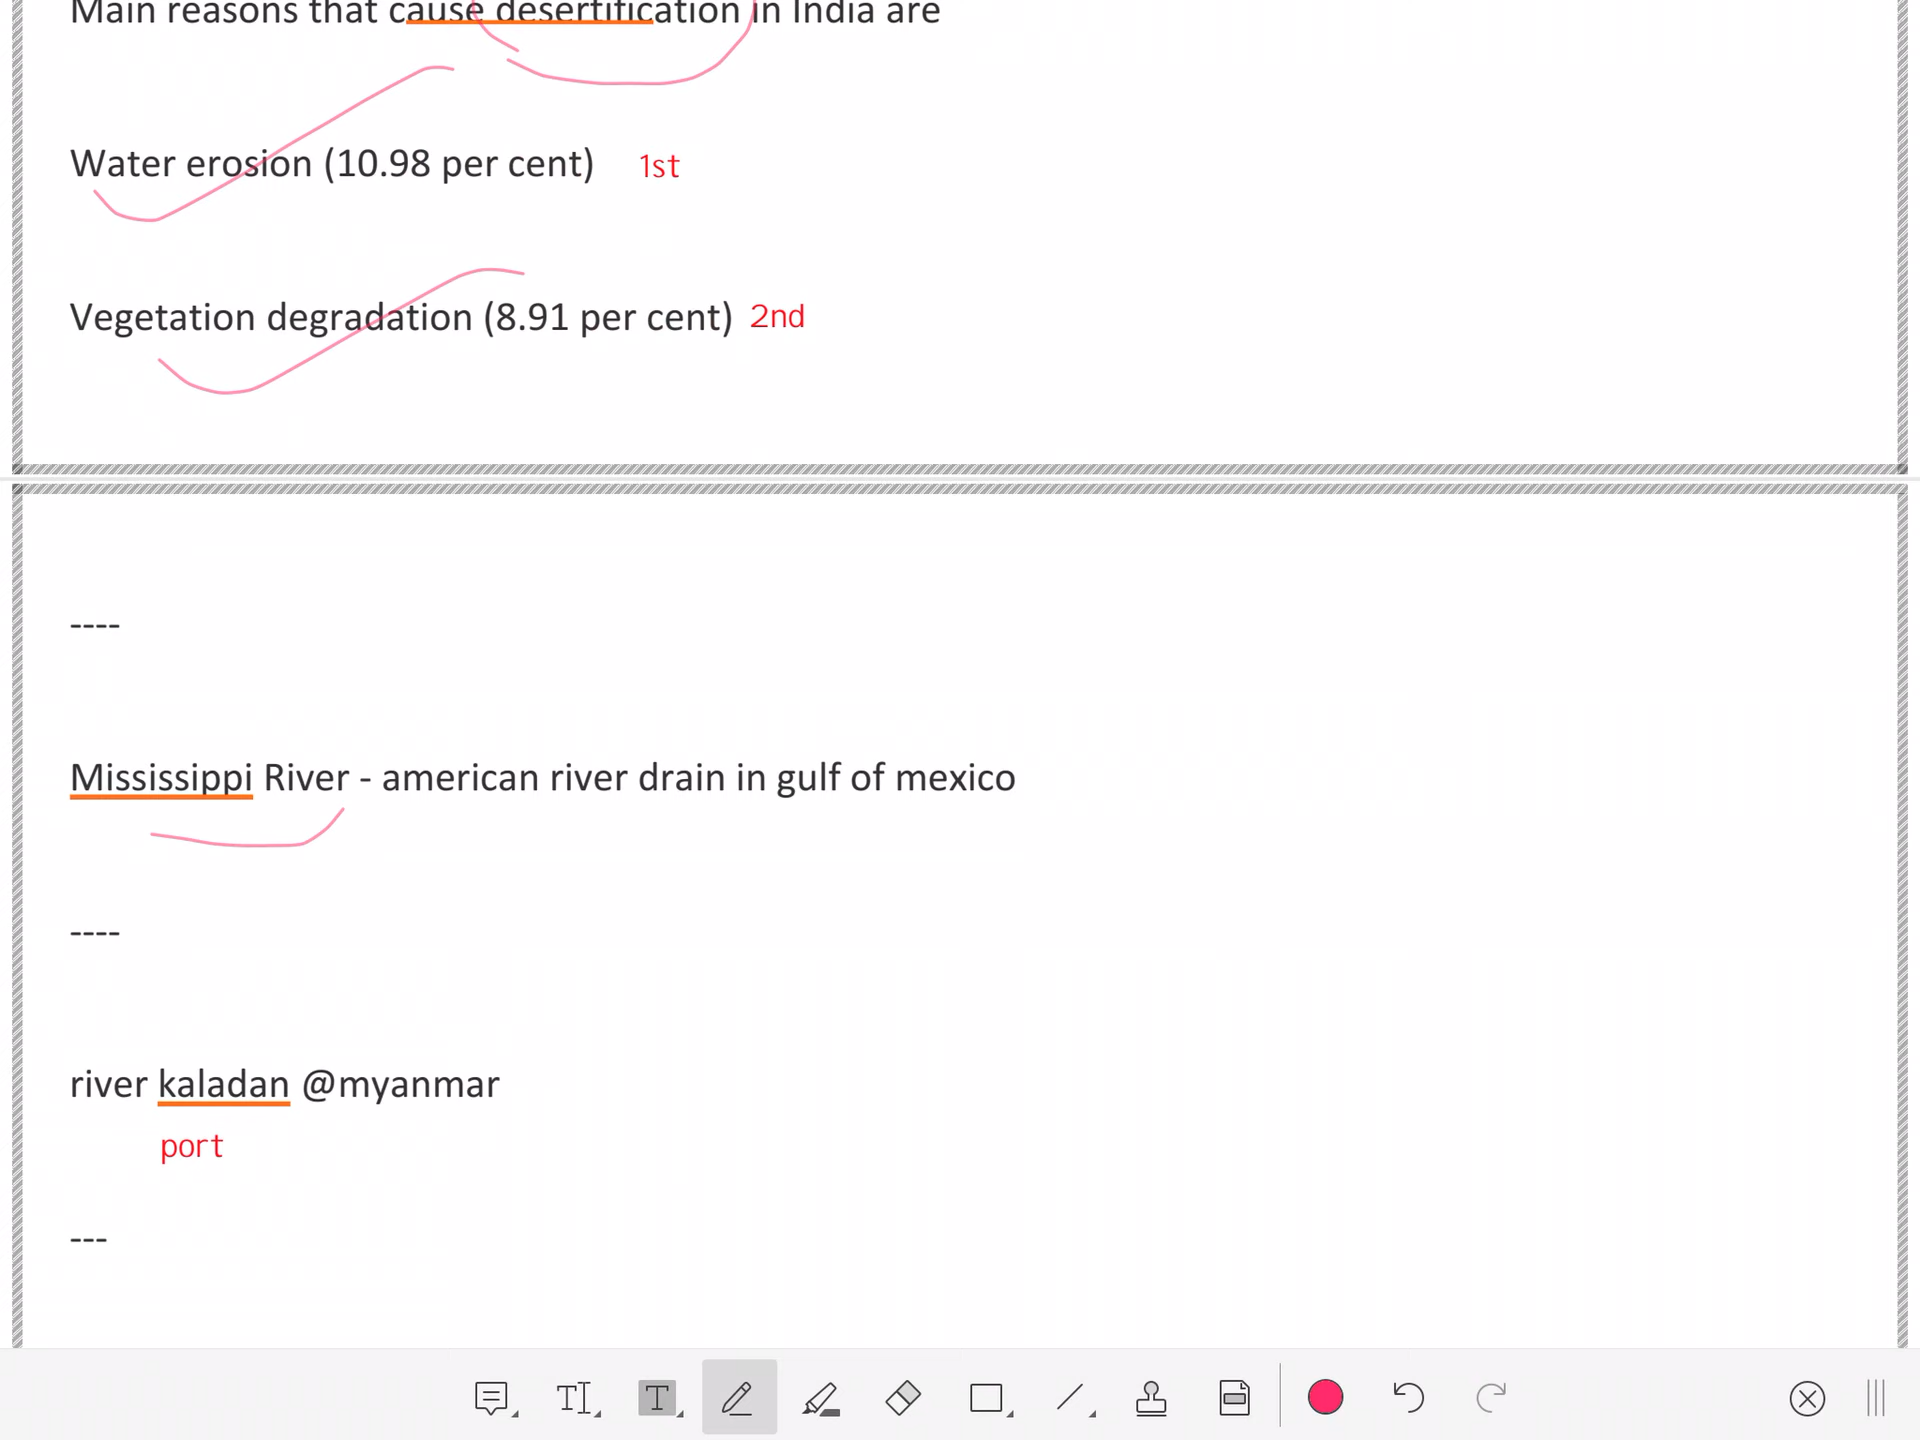 Main reasons that cause desertification in India are
Water erosion (10.98 per cent) 1st
Vegetation degradation (8.91 per cent) 2nd
----
Mississippi River - american river drain in gulf of mexico
----
river kaladan @myanmar
port
---